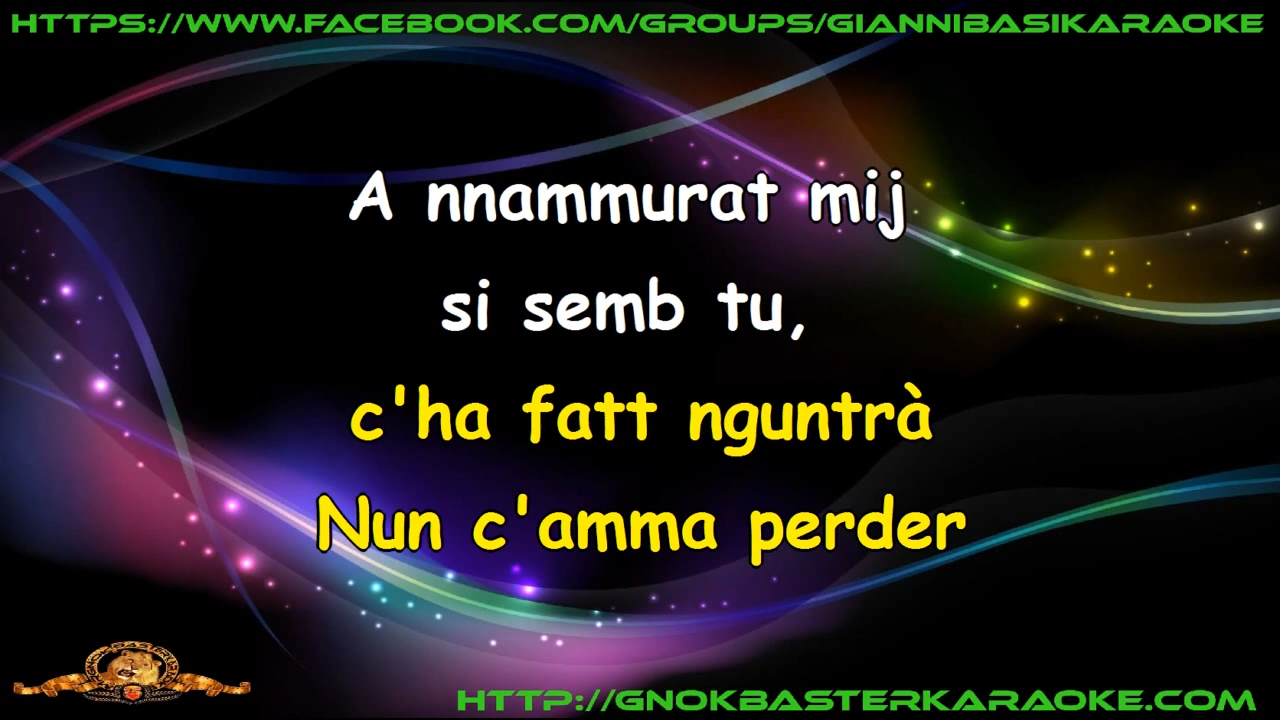 HTTPS://WWW.FACEBOOK.COM/GROUPS/GIANNIBASIKARAOKE
A nnammurat mij
si semb tu,
c'ha fatt nguntrà
Nun c'amma perder
HTTP://GNOKBASTERKARAOKE.COM